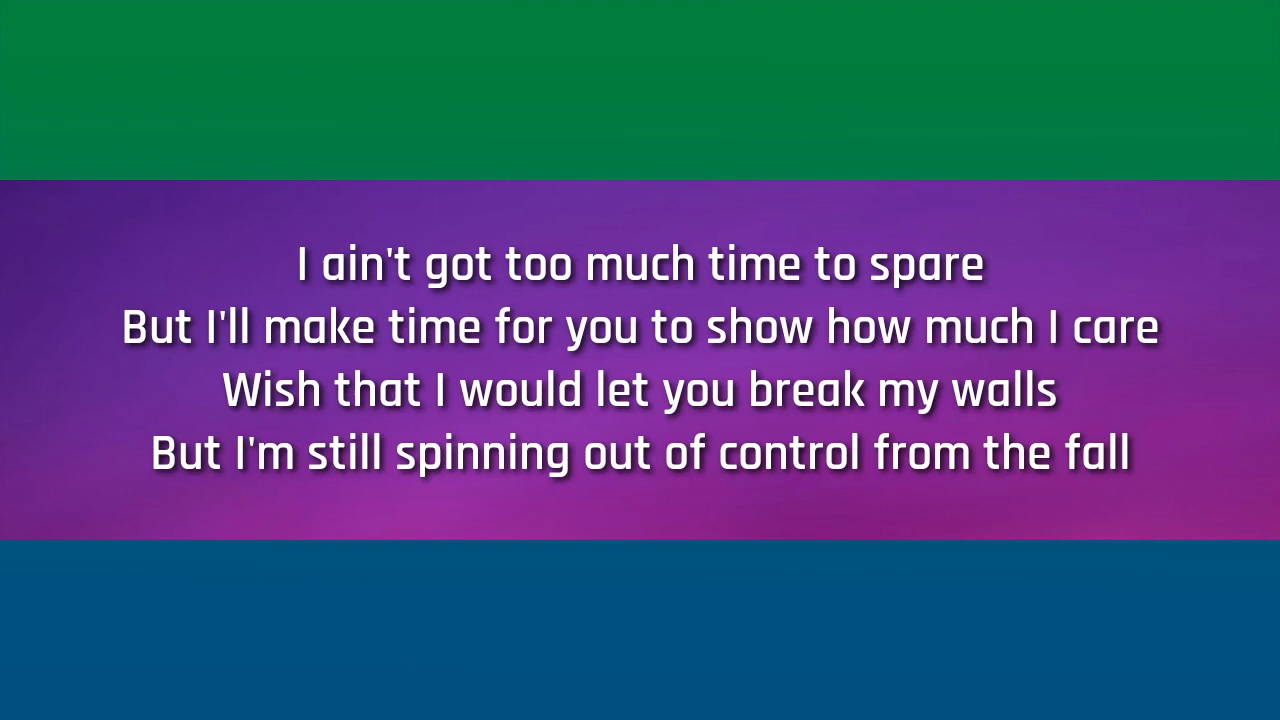 I ain't got too much time to spare
But I'll make time for you to show how much I care
Wish that I would let you break my walls
But I'm still spinning out of control from the fall